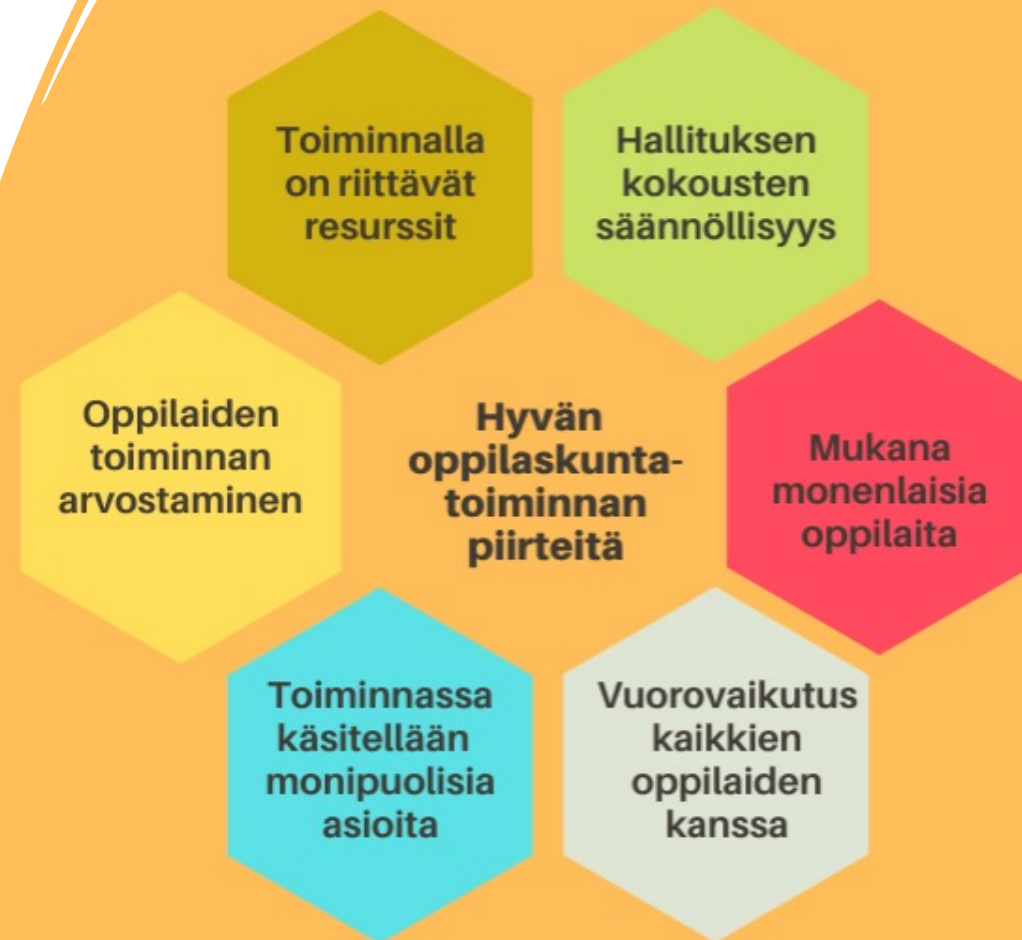 Toiminnalla
on riittävät
resurssit
Hallituksen
kokousten
säännöllisyys
Oppilaiden
toiminnan
arvostaminen
Hyvän
oppilaskunta-
toiminnan
piirteitä
Mukana
monenlaisia
oppilaita
Toiminnassa
käsitellään
monipuolisia
asioita
Vuorovaikutus
kaikkien
oppilaiden
kanssa